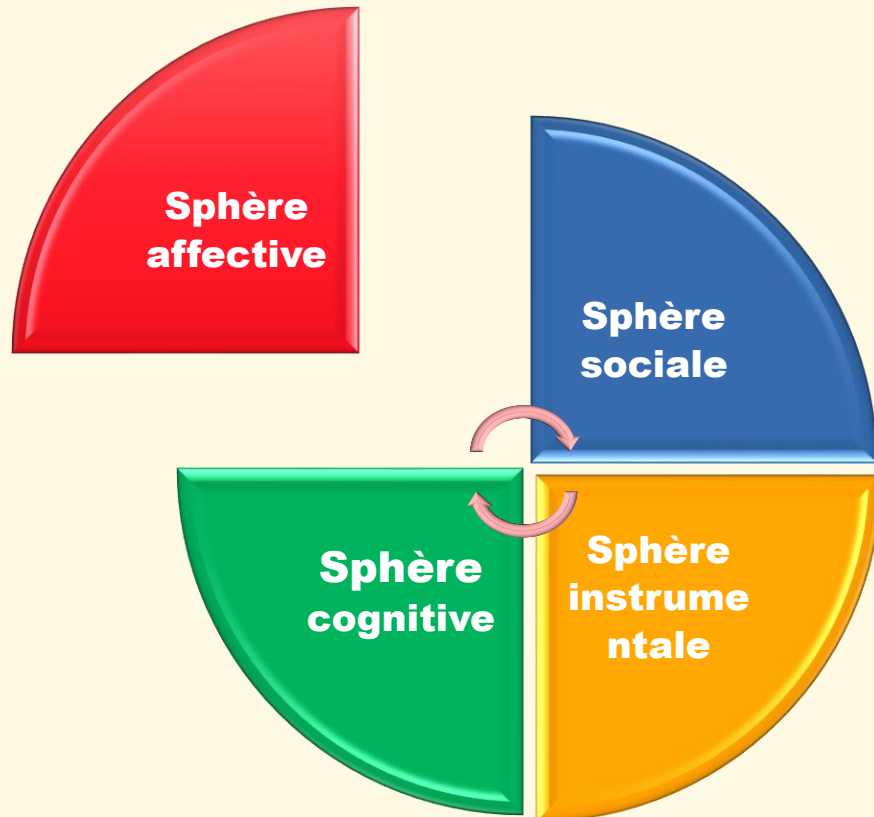 Sphère
affective
Sphère
sociale
Sphère
cognitive
Sphère
instrume
ntale